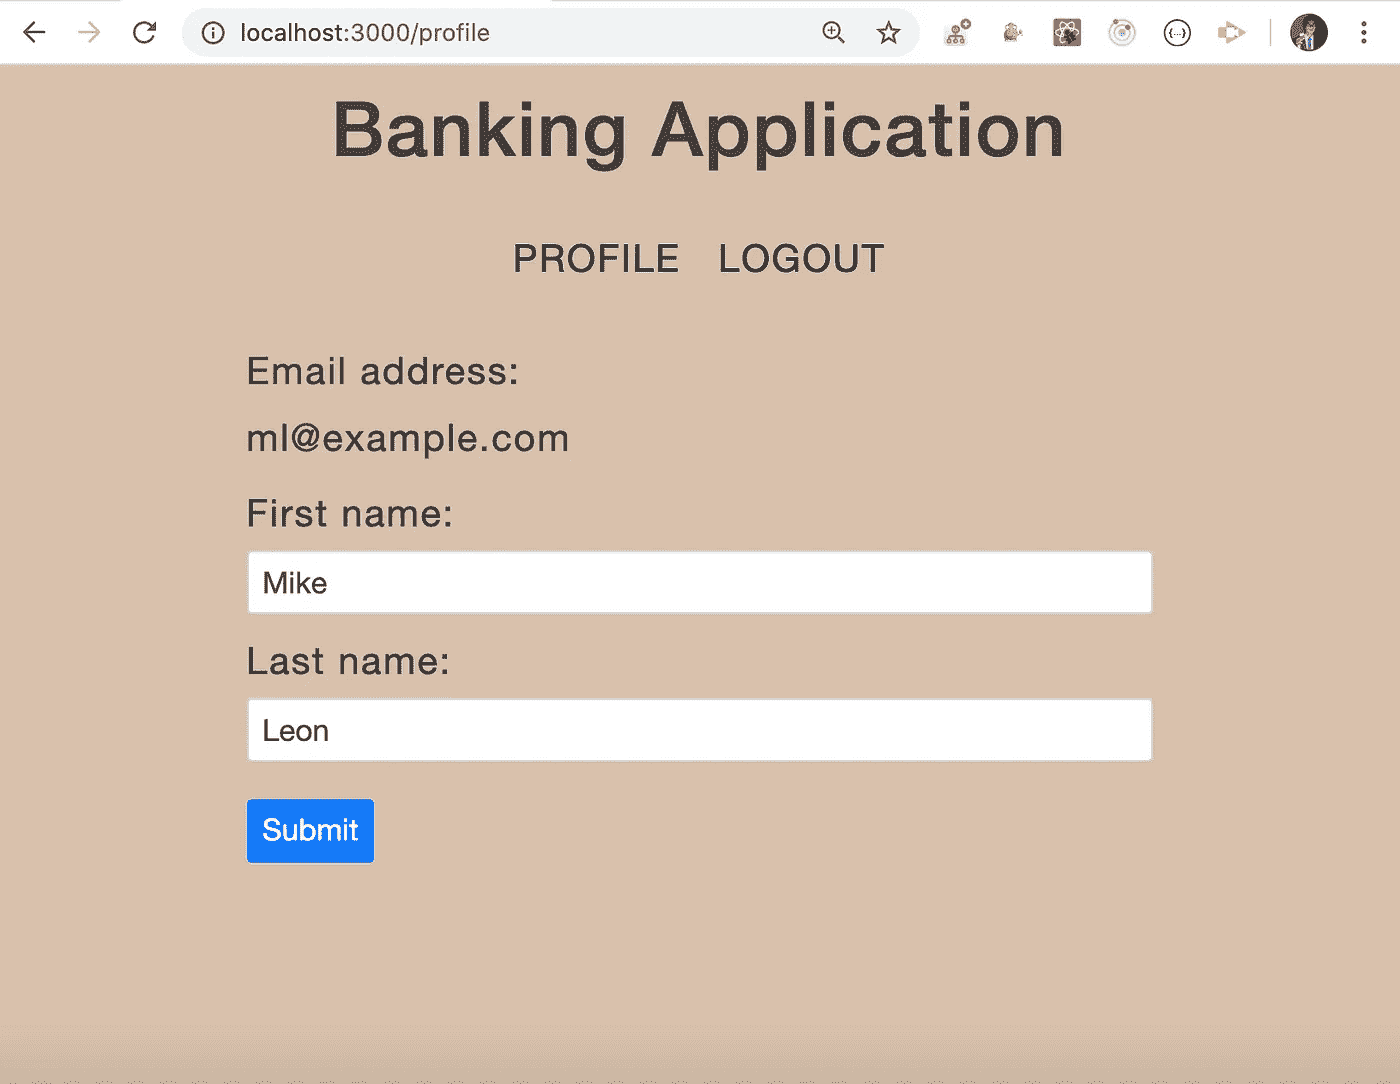 localhost:3000/profile
Banking Application
PROFILE LOGOUT
Email address:
ml@example.com
First name:
Mike
Last name:
Leon
Submit